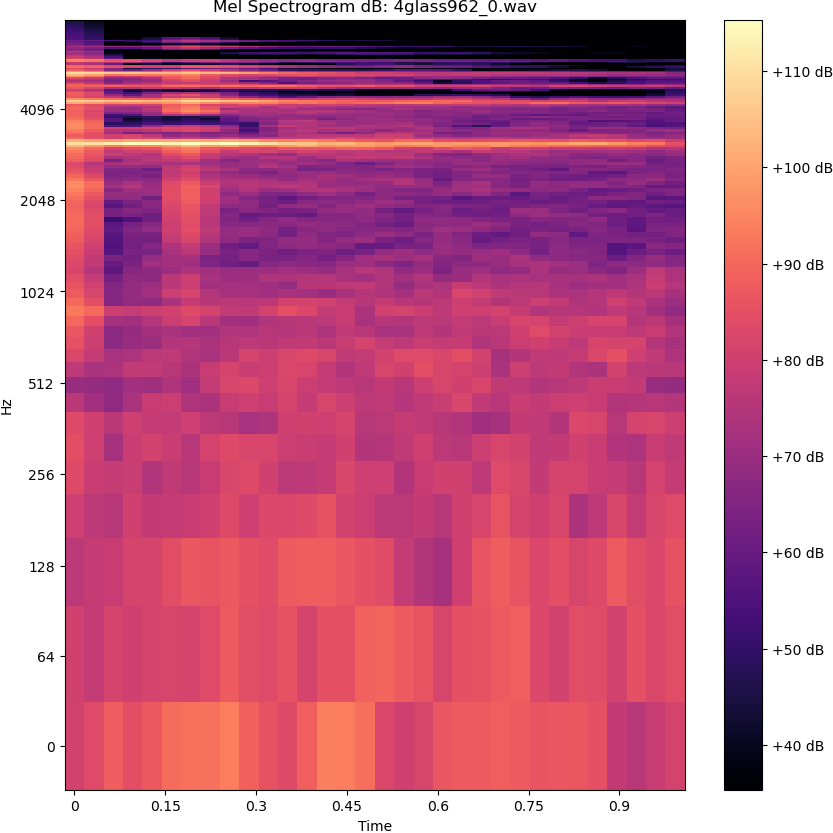 Mel Spectrogram dB: 4glass962_0.wav
+110 dB
4096
+100 dB
2048
+90 dB
1024
+80 dB
512
Hz
+70 dB
256
+60 dB
128
+50 dB
64
+40 dB
0
0 0.15 0.3 0.45 0.6 0.75 0.9
Time